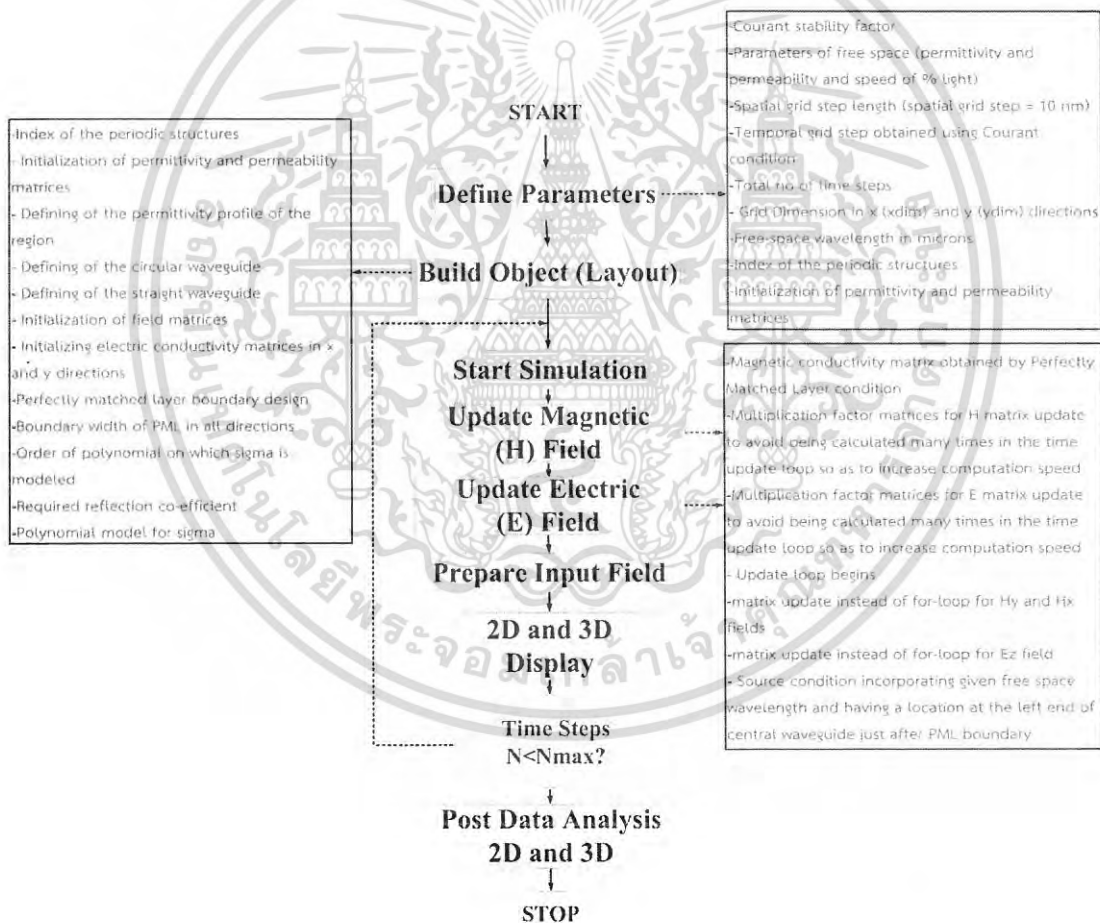 START
Define Parameters
Build Object (Layout)
Start Simulation
Update Magnetic
(H) Field
Update Electric
(E) Field
Prepare Input Field
2D and 3D
Display
Time Steps
N<Nmax?
Post Data Analysis
2D and 3D
STOP
-Index of the periodic structures
- Initialization of permittivity and permeability
matrices
- Defining of the permittivity profile of the
region
- Defining of the circular waveguide
- Defining of the straight waveguide
- Initialization of field matrices
- Initializing electric conductivity matrices in x
and y directions
-Perfectly matched layer boundary design
-Boundary width of PML in all directions
-Order of polynomial on which sigma is
modeled
-Required reflection co-efficient
-Polynomial model for sigma
-Courant stability factor
-Parameters of free space (permittivity and
permeability and speed of % light)
-Spatial grid step length (spatial grid step = 10 nm)
-Temporal grid step obtained using Courant
condition
-Total no of time steps
- Grid Dimension in x (xdim) and y (ydim) directions
-Free-space wavelength in microns
-Index of the periodic structures
-Initialization of permittivity and permeability
matrices
-Magnetic conductivity matrix obtained by Perfectly
Matched Layer condition
-Multiplication factor matrices for H matrix update
to avoid being calculated many times in the time
update loop so as to increase computation speed
-Multiplication factor matrices for E matrix update
to avoid being calculated many times in the time
update loop so as to increase computation speed
- Update loop begins
-matrix update instead of for-loop for Hy and Hx
fields
-matrix update instead of for-loop for Ez field
- Source condition incorporating given free space
wavelength and having a location at the left end of
central waveguide just after PML boundary